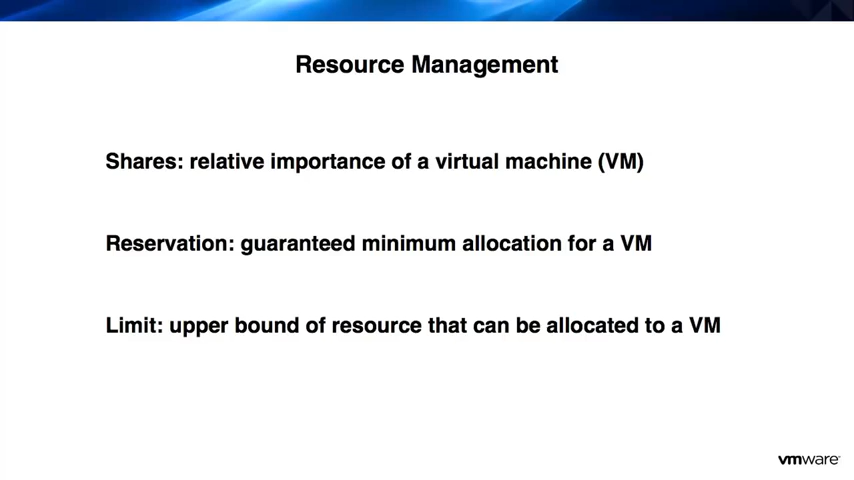 Resource Management
Shares: relative importance of a virtual machine (VM)
Reservation: guaranteed minimum allocation for a VM
Limit: upper bound of resource that can be allocated to a VM
vmware